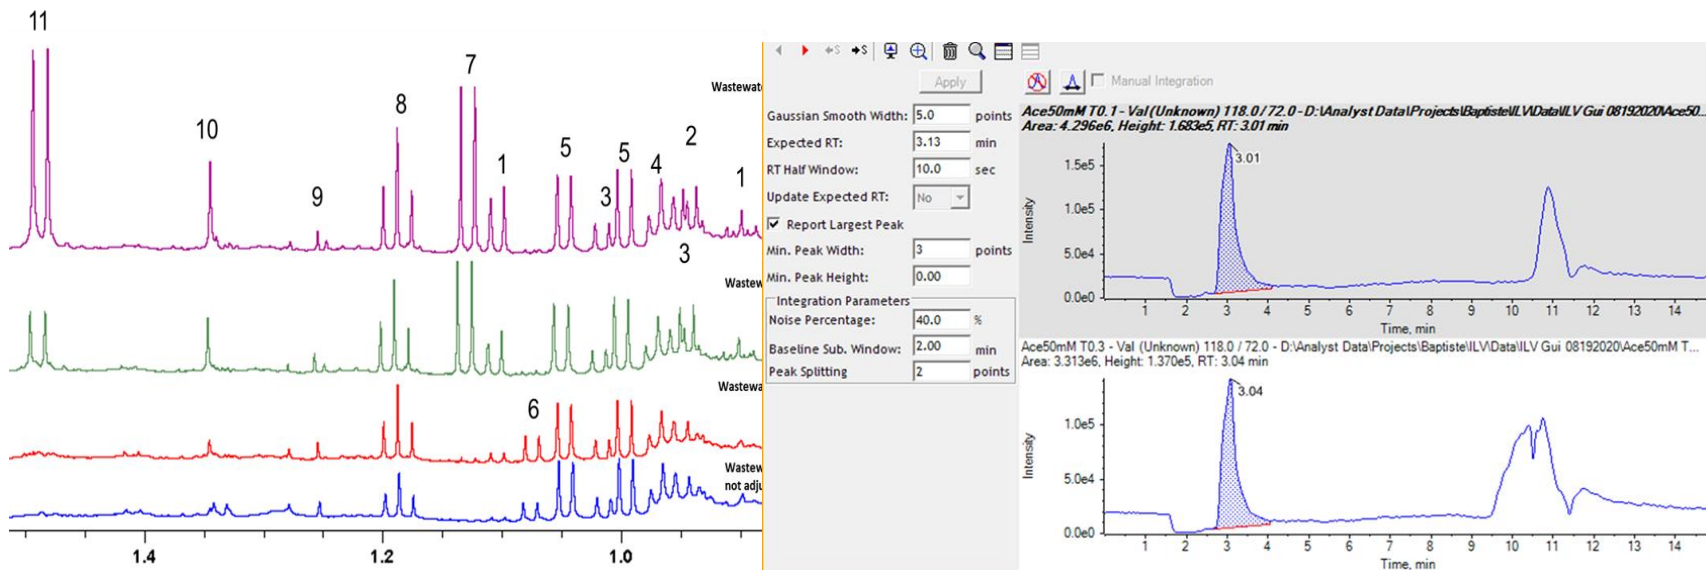 11
10
9
8
7
1
5
5
3
4
2
1
3
6
Wastewate
Wastew
Wastewa
Wastew
not adju
1.4
1.2
1.0
Apply
Gaussian Smooth Width: 5.0 points
Expected RT: 3.13 min
RT Half Window: 10.0 sec
Update Expected RT: No
Report Largest Peak
Min. Peak Width: 3 points
Min. Peak Height: 0.00
Integration Parameters
Noise Percentage: 40.0 %
Baseline Sub. Window: 2.00 min
Peak Splitting 2 points
Manual Integration
Ace50mM T0.1 - Val (Unknown) 118.0 / 72.0 - D:\Analyst Data\Projects\Baptiste\ILV\Data\ILV Gui 08192020\Ace50...
Area: 4.296e6, Height: 1.683e5, RT: 3.01 min
Intensity
1.5e5
1.0e5
5.0e4
0.0e0
3.01
1 2 3 4 5 6 7 8 9 10 11 12 13 14
Time, min
Ace50mM T0.3 - Val (Unknown) 118.0 / 72.0 - D:\Analyst Data\Projects\Baptiste\ILV\Data\ILV Gui 08192020\Ace50mM T...
Area: 3.313e6, Height: 1.370e5, RT: 3.04 min
Intensity
1.0e5
5.0e4
0.0e0
3.04
1 2 3 4 5 6 7 8 9 10 11 12 13 14
Time, min